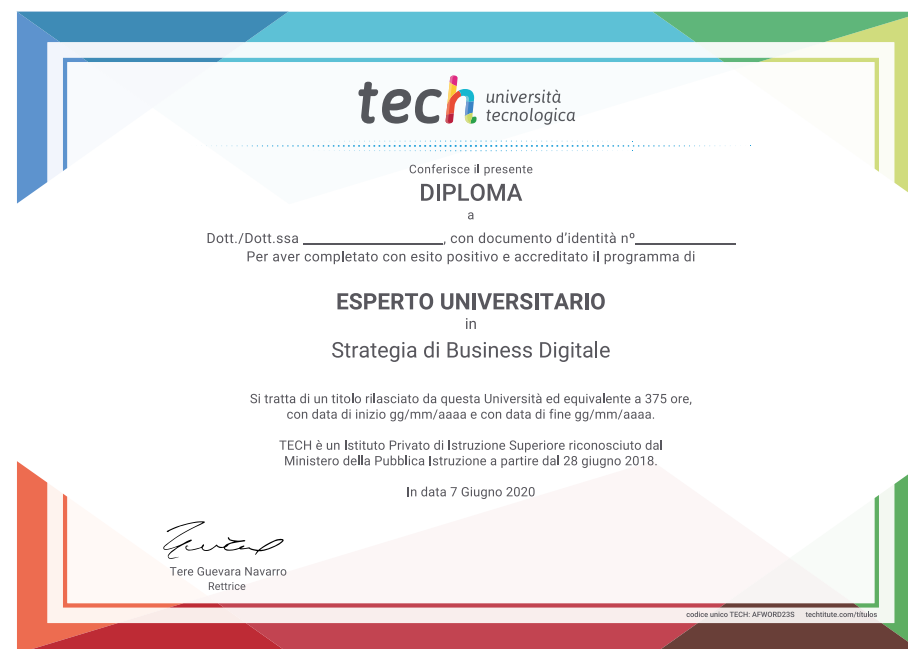 tech università
tecnologica
Conferisce il presente
DIPLOMA
a
Dott./Dott.ssa ____________________, con documento d'identità nº______________
Per aver completato con esito positivo e accreditato il programma di
ESPERTO UNIVERSITARIO
in
Strategia di Business Digitale
Si tratta di un titolo rilasciato da questa Università ed equivalente a 375 ore,
con data di inizio gg/mm/aaaa e con data di fine gg/mm/aaaa.
TECH è un Istituto Privato di Istruzione Superiore riconosciuto dal
Ministero della Pubblica Istruzione a partire dal 28 giugno 2018.
In data 7 Giugno 2020
Tere Guevara Navarro
Rettrice
codice unico TECH: AFWORD23S techtitute.com/titulos